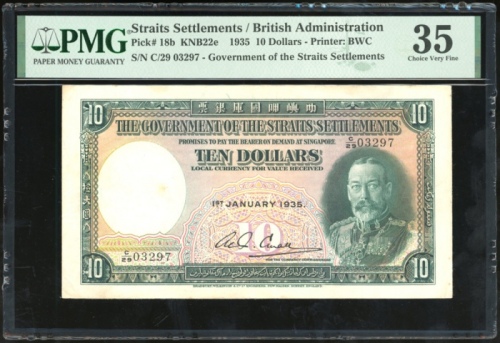 PMG
PAPER MONEY GUARANTY
Straits Settlements / British Administration
Pick# 18b KNB22e 1935 10 Dollars - Printer: BWC
S/N C/29 03297 - Government of the Straits Settlements
35
Choice Very Fine
10
10
THE GOVERNMENT OF THE STRAITS SETTLEMENTS
PROMISES TO PAY THE BEARER ON DEMAND AT SINGAPORE
C/29 03297
TEN DOLLARS
LOCAL CURRENCY FOR VALUE RECEIVED
1ST JANUARY 1935.
10
C/29 03297
10
10